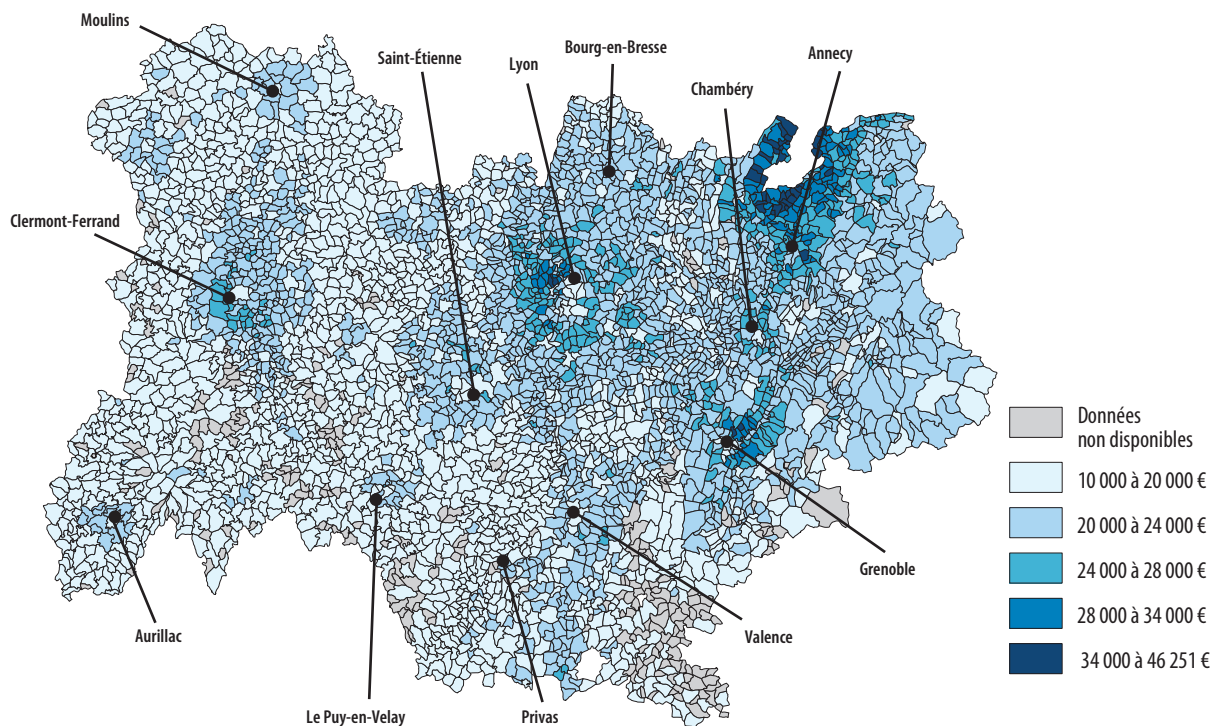 Moulins
Saint-Étienne
Lyon
Bourg-en-Bresse
Chambéry
Annecy
Clermont-Ferrand
Aurillac
Le Puy-en-Velay
Privas
Valence
Grenoble
Données
non disponibles
10 000 à 20 000 €
20 000 à 24 000 €
24 000 à 28 000 €
28 000 à 34 000 €
34 000 à 46 251 €